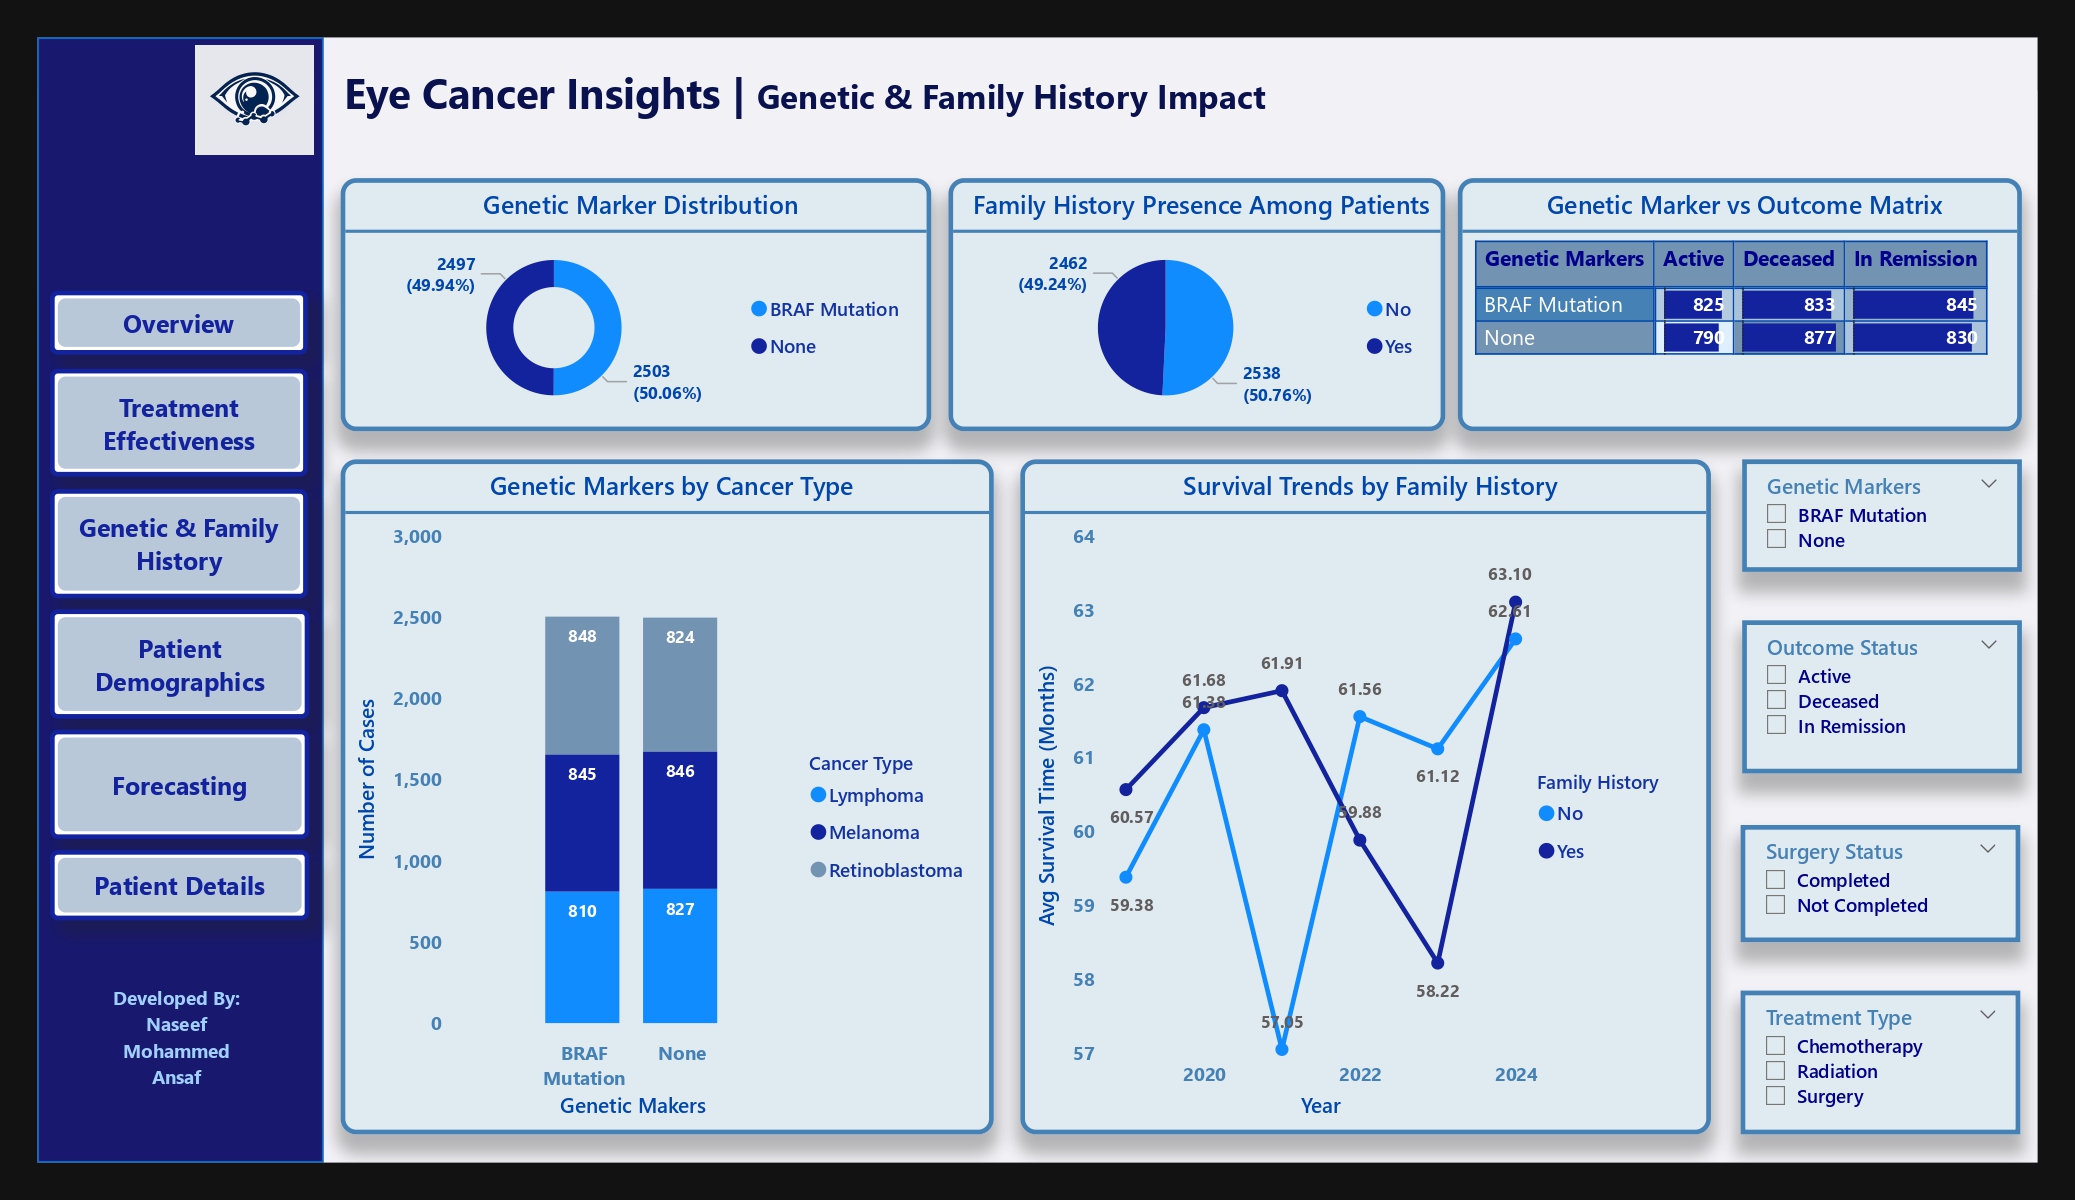 Eye Cancer Insights | Genetic & Family History Impact
Overview
Treatment
Effectiveness
Genetic & Family
History
Patient
Demographics
Forecasting
Patient Details
Developed By:
Naseef
Mohammed
Ansaf
Genetic Marker Distribution
2497
(49.94%)
2503
(50.06%)
BRAF Mutation
None
Family History Presence Among Patients
2462
(49.24%)
2538
(50.76%)
No
Yes
Genetic Marker vs Outcome Matrix
Genetic Markers Active Deceased In Remission
BRAF Mutation 825 833 845
None 790 877 830
Genetic Markers by Cancer Type
Number of Cases
3,000
2,500
2,000
1,500
1,000
500
0
848
845
810
824
846
827
BRAF
Mutation
None
Genetic Makers
Cancer Type
Lymphoma
Melanoma
Retinoblastoma
Survival Trends by Family History
Avg Survival Time (Months)
64
63
62
61
60
59
58
57
60.57
59.38
61.68
61.38
61.91
57.05
61.56
59.88
61.12
58.22
63.10
62.61
2020
2022
2024
Year
Family History
No
Yes
Genetic Markers
BRAF Mutation
None
Outcome Status
Active
Deceased
In Remission
Surgery Status
Completed
Not Completed
Treatment Type
Chemotherapy
Radiation
Surgery